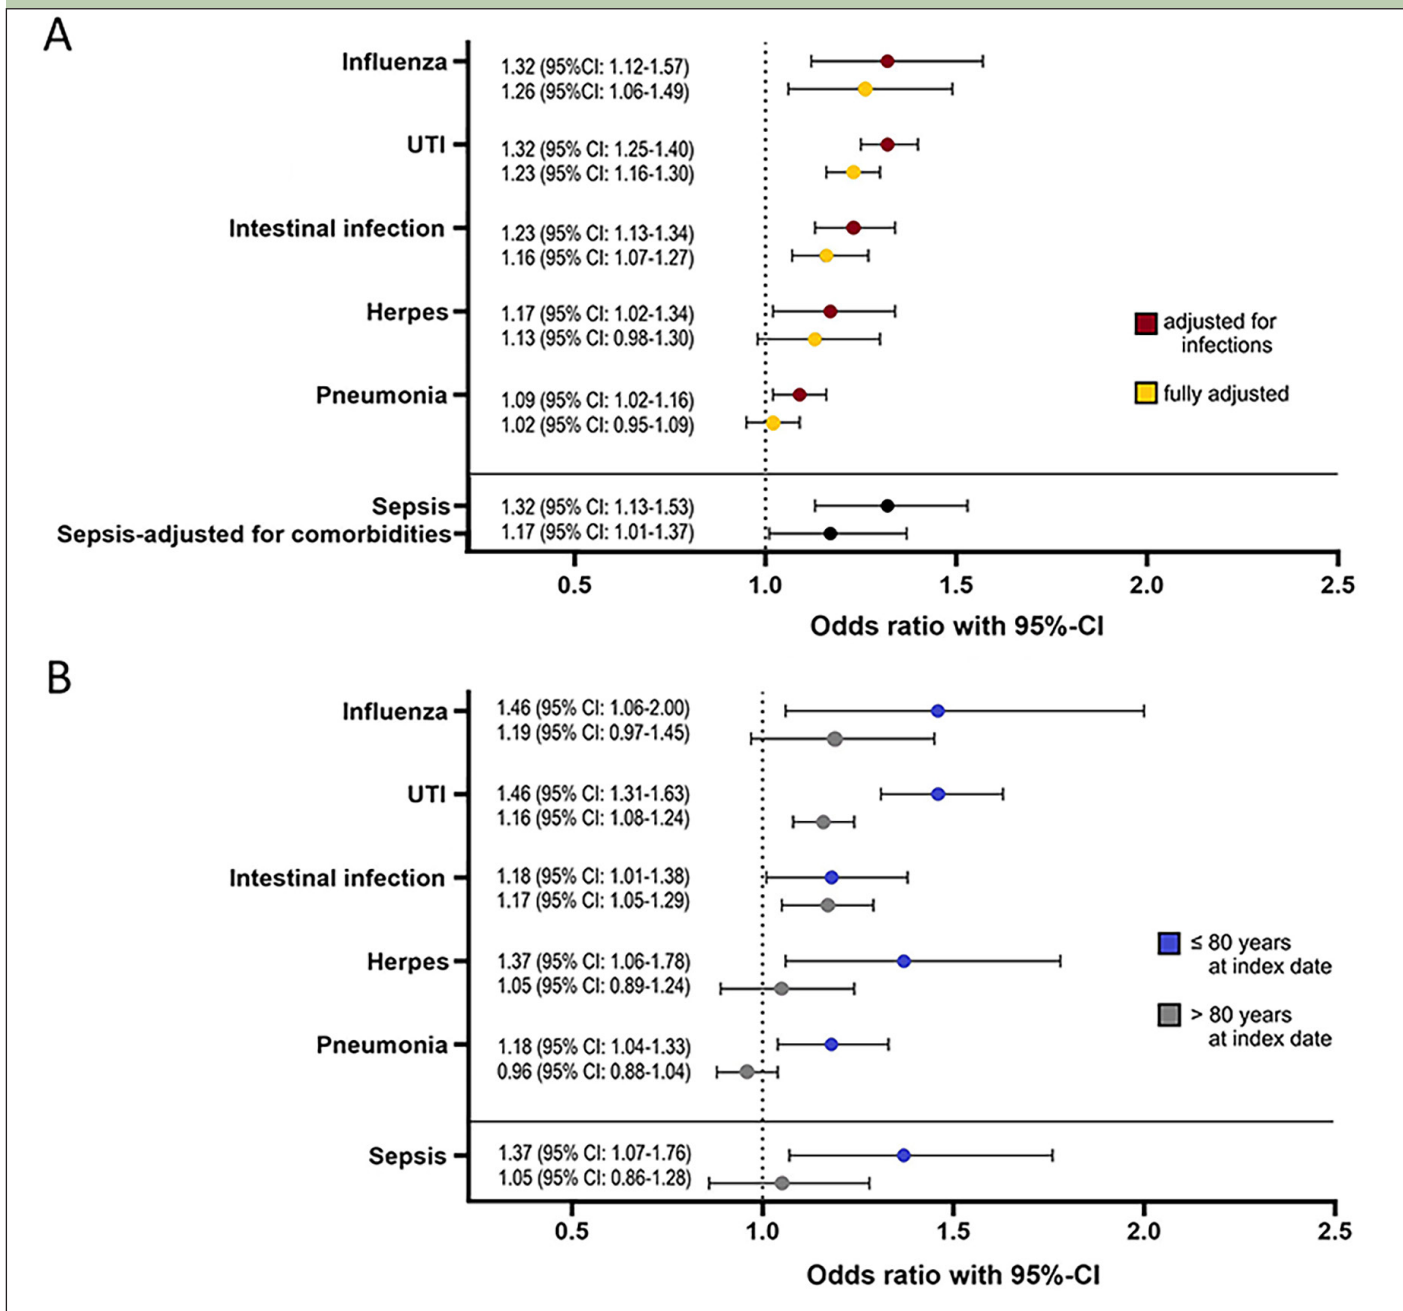 A
Influenza
1.32 (95%CI: 1.12-1.57)
1.26 (95%CI: 1.06-1.49)
UTI
1.32 (95% CI: 1.25-1.40)
1.23 (95% CI: 1.16-1.30)
Intestinal infection
1.23 (95% CI: 1.13-1.34)
1.16 (95% CI: 1.07-1.27)
Herpes
1.17 (95% CI: 1.02-1.34)
1.13 (95% CI: 0.98-1.30)
Pneumonia
1.09 (95% CI: 1.02-1.16)
1.02 (95% CI: 0.95-1.09)
adjusted for
infections
fully adjusted
Sepsis
1.32 (95% CI: 1.13-1.53)
Sepsis-adjusted for comorbidities
1.17 (95% CI: 1.01-1.37)
0.5 1.0 1.5 2.0 2.5
Odds ratio with 95%-CI
B
Influenza
1.46 (95% CI: 1.06-2.00)
1.19 (95% CI: 0.97-1.45)
UTI
1.46 (95% CI: 1.31-1.63)
1.16 (95% CI: 1.08-1.24)
Intestinal infection
1.18 (95% CI: 1.01-1.38)
1.17 (95% CI: 1.05-1.29)
Herpes
1.37 (95% CI: 1.06-1.78)
1.05 (95% CI: 0.89-1.24)
Pneumonia
1.18 (95% CI: 1.04-1.33)
0.96 (95% CI: 0.88-1.04)
≤ 80 years
at index date
> 80 years
at index date
Sepsis
1.37 (95% CI: 1.07-1.76)
1.05 (95% CI: 0.86-1.28)
0.5 1.0 1.5 2.0 2.5
Odds ratio with 95%-CI